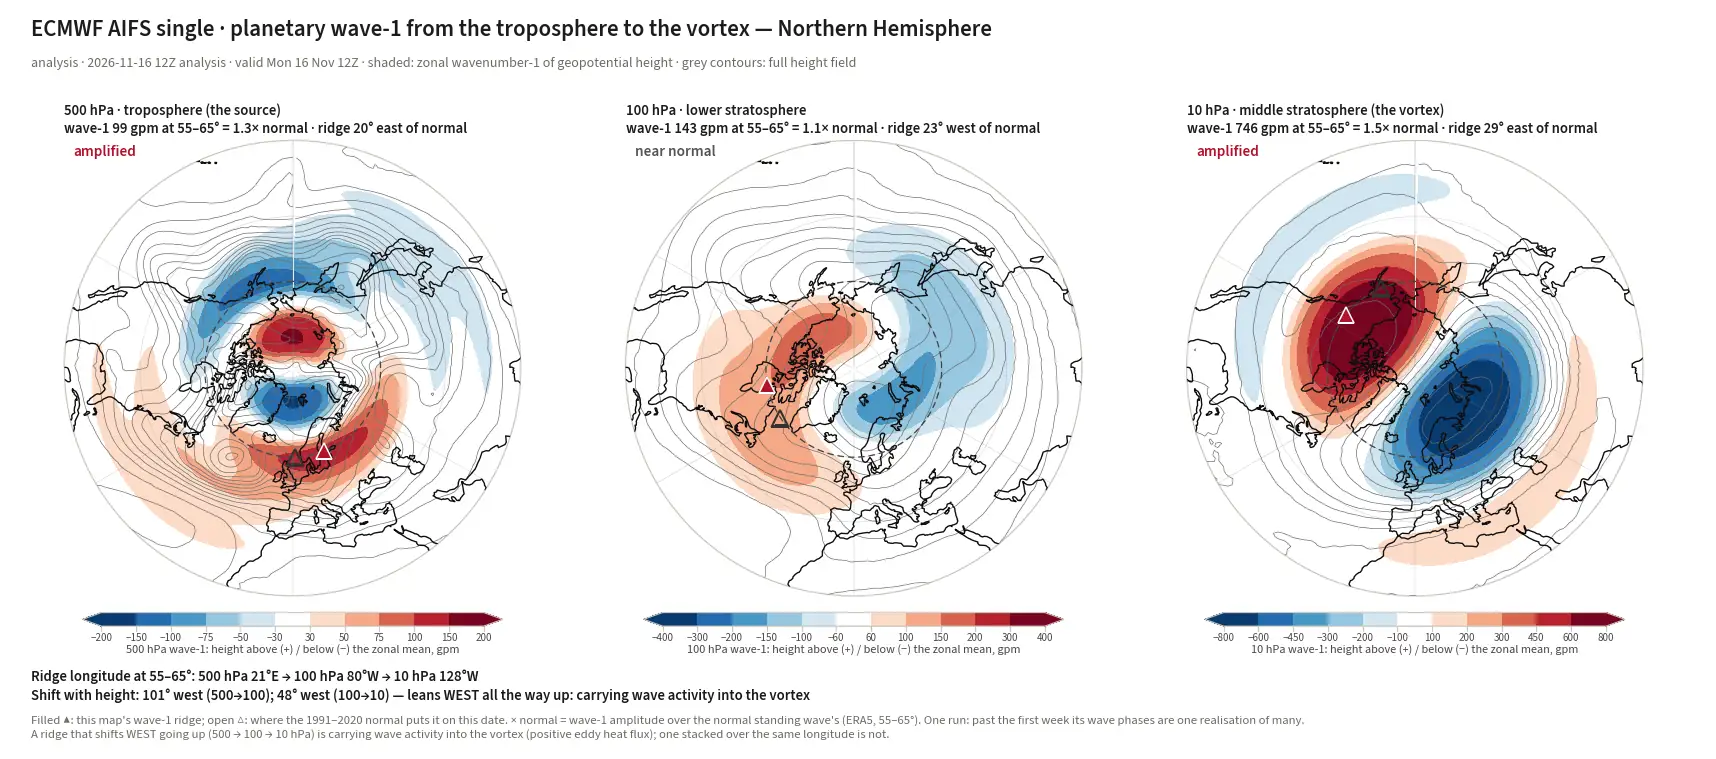 ECMWF AIFS single · planetary wave-1 from the troposphere to the vortex — Northern Hemisphere
analysis · 2026-11-16 12Z analysis · valid Mon 16 Nov 12Z · shaded: zonal wavenumber-1 of geopotential height · grey contours: full height field
500 hPa · troposphere (the source)
wave-1 99 gpm at 55–65° = 1.3× normal · ridge 20° east of normal
amplified
100 hPa · lower stratosphere
wave-1 143 gpm at 55–65° = 1.1× normal · ridge 23° west of normal
near normal
10 hPa · middle stratosphere (the vortex)
wave-1 746 gpm at 55–65° = 1.5× normal · ridge 29° east of normal
amplified
−200 −150 −100 −75 −50 −30 30 50 75 100 150 200
500 hPa wave-1: height above (+) / below (−) the zonal mean, gpm
−400 −300 −200 −150 −100 −60 60 100 150 200 300 400
100 hPa wave-1: height above (+) / below (−) the zonal mean, gpm
−800 −600 −450 −300 −200 −100 100 200 300 450 600 800
10 hPa wave-1: height above (+) / below (−) the zonal mean, gpm
Ridge longitude at 55–65°: 500 hPa 21°E → 100 hPa 80°W → 10 hPa 128°W
Shift with height: 101° west (500→100); 48° west (100→10) — leans WEST all the way up: carrying wave activity into the vortex
Filled ▲: this map's wave-1 ridge; open △: where the 1991–2020 normal puts it on this date. × normal = wave-1 amplitude over the normal standing wave's (ERA5, 55–65°). One run: past the first week its wave phases are one realisation of many.
A ridge that shifts WEST going up (500 → 100 → 10 hPa) is carrying wave activity into the vortex (positive eddy heat flux); one stacked over the same longitude is not.